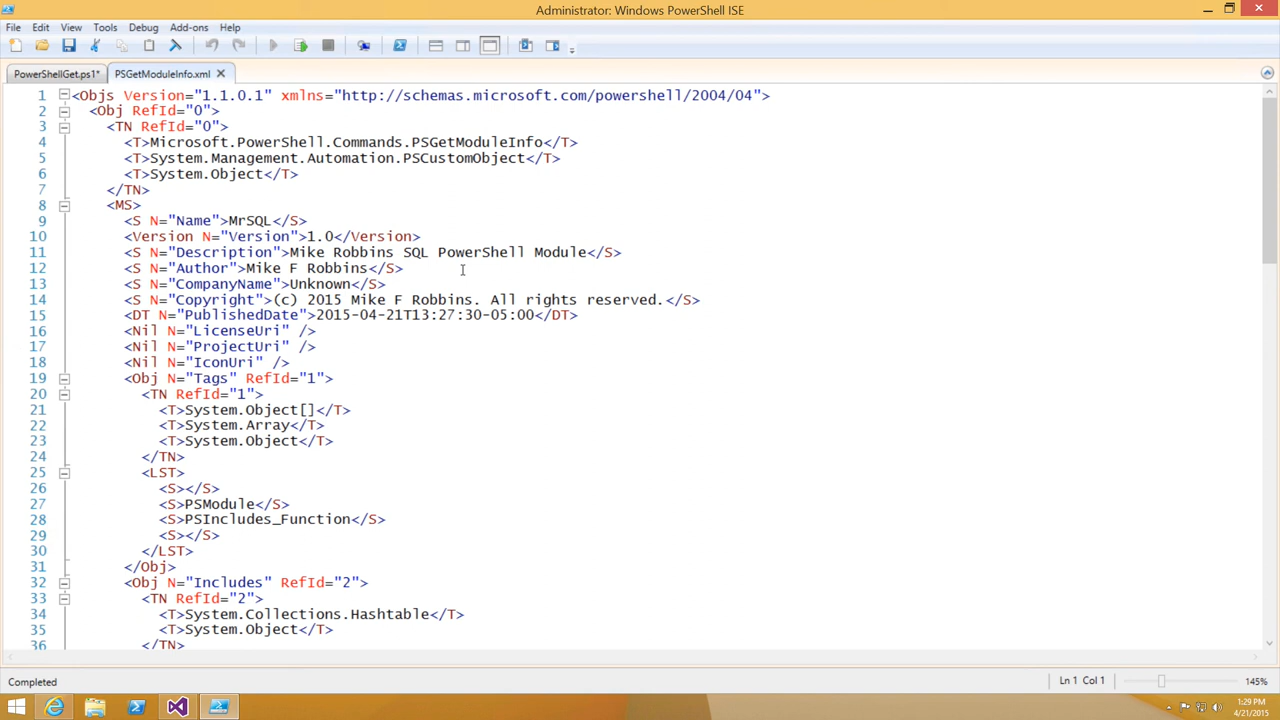 Administrator: Windows PowerShell ISE
File Edit View Tools Debug Add-ons Help
PowerShellGet.ps1* PSGetModuleInfo.xml
1 <Objs Version="1.1.0.1" xmlns="http://schemas.microsoft.com/powershell/2004/04">
2 <Obj RefId="0">
3 <TN RefId="0">
4 <T>Microsoft.PowerShell.Commands.PSGetModuleInfo</T>
5 <T>System.Management.Automation.PSCustomObject</T>
6 <T>System.Object</T>
7 </TN>
8 <MS>
9 <S N="Name">MrSQL</S>
10 <Version N="Version">1.0</Version>
11 <S N="Description">Mike Robbins SQL PowerShell Module</S>
12 <S N="Author">Mike F Robbins</S>
13 <S N="CompanyName">Unknown</S>
14 <S N="Copyright">(c) 2015 Mike F Robbins. All rights reserved.</S>
15 <DT N="PublishedDate">2015-04-21T13:27:30-05:00</DT>
16 <Nil N="LicenseUri" />
17 <Nil N="ProjectUri" />
18 <Nil N="IconUri" />
19 <Obj N="Tags" RefId="1">
20 <TN RefId="1">
21 <T>System.Object[]</T>
22 <T>System.Array</T>
23 <T>System.Object</T>
24 </TN>
25 <LST>
26 <S></S>
27 <S>PSModule</S>
28 <S>PSIncludes_Function</S>
29 <S></S>
30 </LST>
31 </Obj>
32 <Obj N="Includes" RefId="2">
33 <TN RefId="2">
34 <T>System.Collections.Hashtable</T>
35 <T>System.Object</T>
36 </TN>
Completed Ln 1 Col 1 145%
1:29 PM
4/21/2015